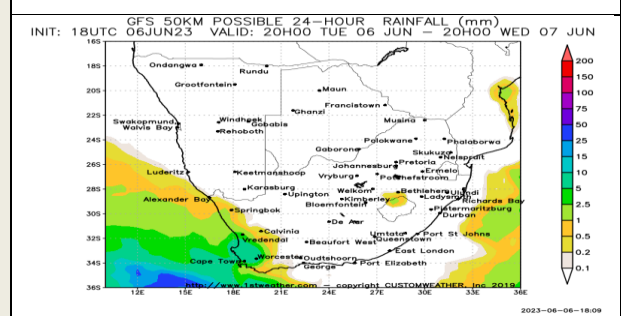 GFS 50KM POSSIBLE 24-HOUR RAINFALL (mm)
INIT: 18UTC 06JUN23 VALID: 20H00 TUE 06 JUN – 20H00 WED 07 JUN
16S
18S
20S
22S
24S
26S
28S
30S
32S
34S
36S
Ondangwa
Rundu
Grootfontein
Maun
Francistown
Ghanzi
Swakopmund
Windhoek
Gobabis
Walvis Bay
Rehoboth
Musina
Polokwane
Phalaborwa
Gaborone
Skukuza
Nelspruit
Johannesburg
Pretoria
Luderitz
Keetmanshoop
Vryburg
Potchefstroom
Ermelo
Karasburg
Upington
Welkom
Bethlehem
Ulundi
Alexander Bay
Kimberley
Ladysmith
Richards Bay
Springbok
Bloemfontein
Pietermaritzburg
Durban
De Aar
Calvinia
Umtata
Port St Johns
Vredendal
Beaufort West
Queenstown
East London
Cape Town
Worcester
Oudtshoorn
George
Port Elizabeth
http://www.1stweather.com – copyright CUSTOMWEATHER, Inc 2019
12E 15E 18E 21E 24E 27E 30E 33E 36E
200
150
100
75
50
25
15
10
5
2.5
1
0.5
0.2
0.1
2023-06-06-18:09